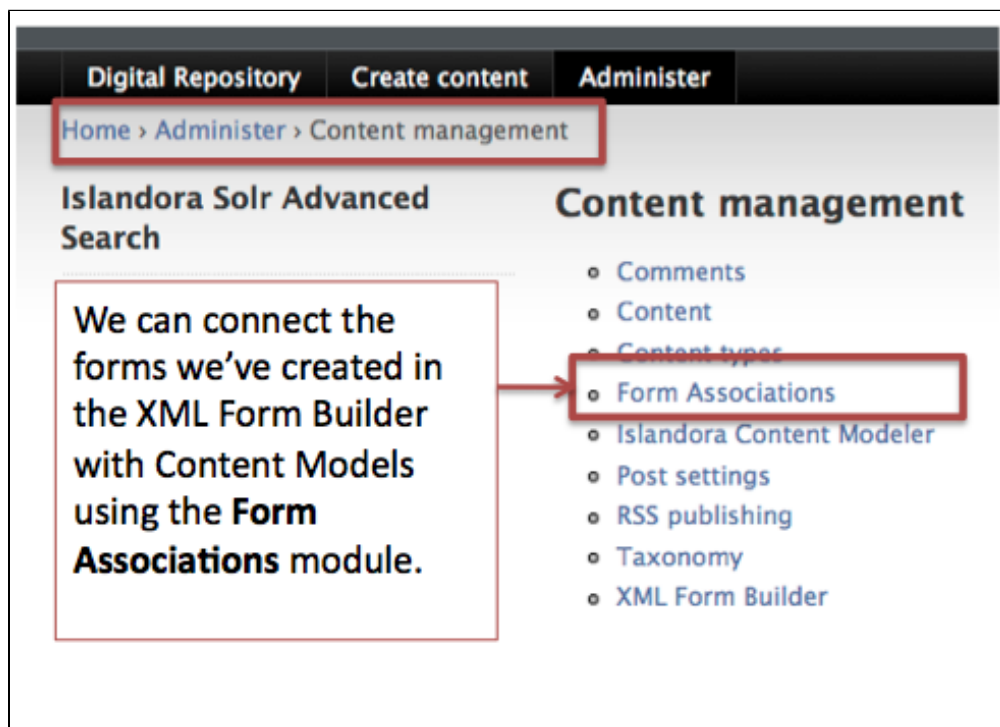 Digital Repository Create content Administer
Home › Administer › Content management
Islandora Solr Advanced
Search
We can connect the
forms we’ve created in
the XML Form Builder
with Content Models
using the Form
Associations module.
Content management
Comments
Content
Content types
Form Associations
Islandora Content Modeler
Post settings
RSS publishing
Taxonomy
XML Form Builder